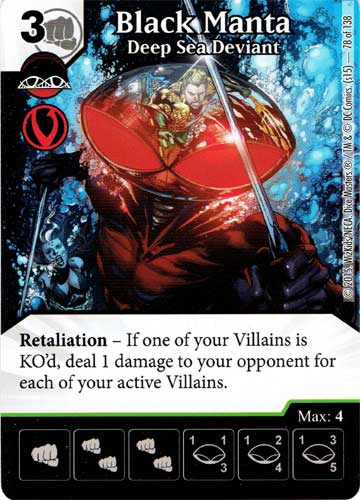 3
Black Manta
Deep Sea Deviant
© 2015 WizKids/NECA. Dice Masters ® / TM & © DC Comics. (s15) — 78 of 138
Retaliation – If one of your Villains is
KO’d, deal 1 damage to your opponent for
each of your active Villains.
Max: 4
1 1 3
1 2 4
1 3 5